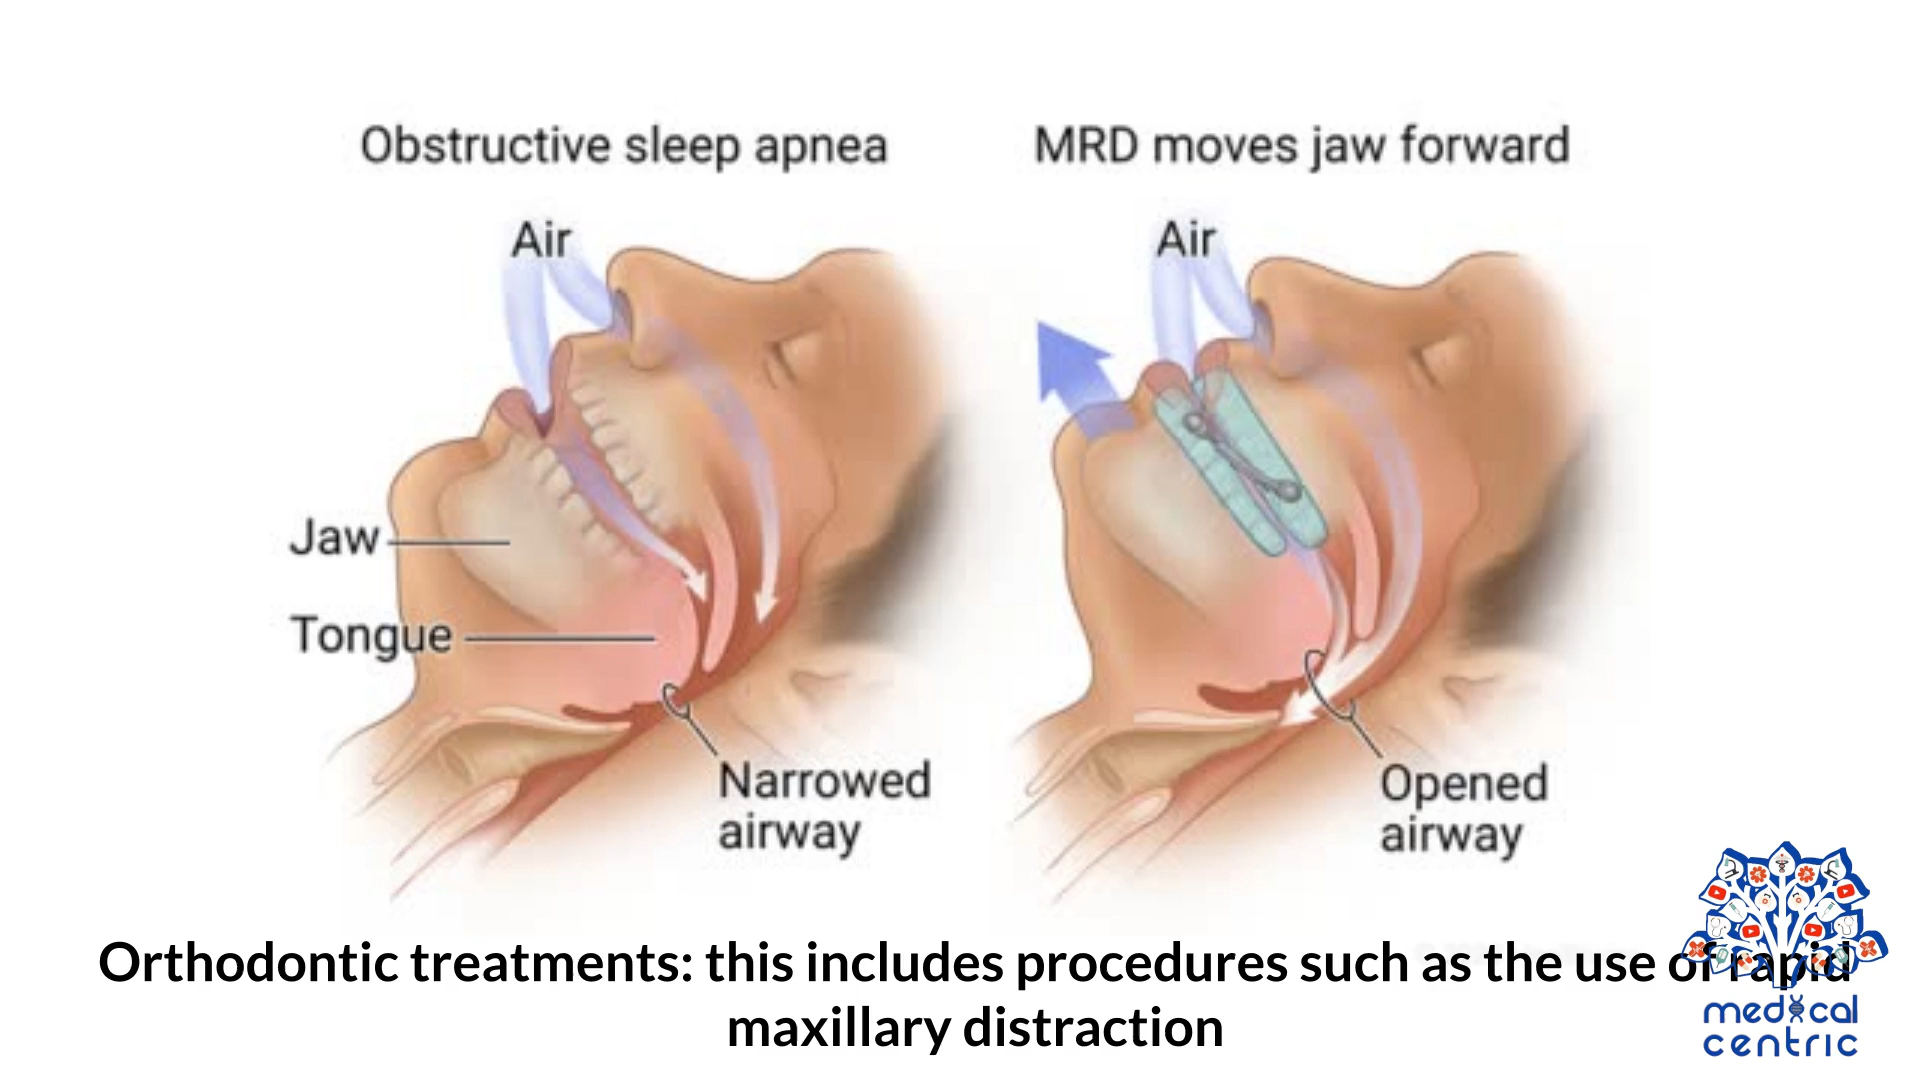 Obstructive sleep apnea
MRD moves jaw forward
Air
Air
Jaw
Tongue
Narrowed
airway
Opened
airway
Orthodontic treatments: this includes procedures such as the use of rapid
maxillary distraction
medical
centric